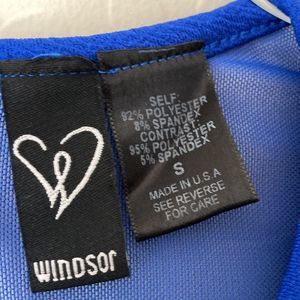 WINDSOR
SELF:
92% POLYESTER
8% SPANDEX
CONTRAST:
95% POLYESTER
5% SPANDEX
S
MADE IN U.S.A
SEE REVERSE
FOR CARE